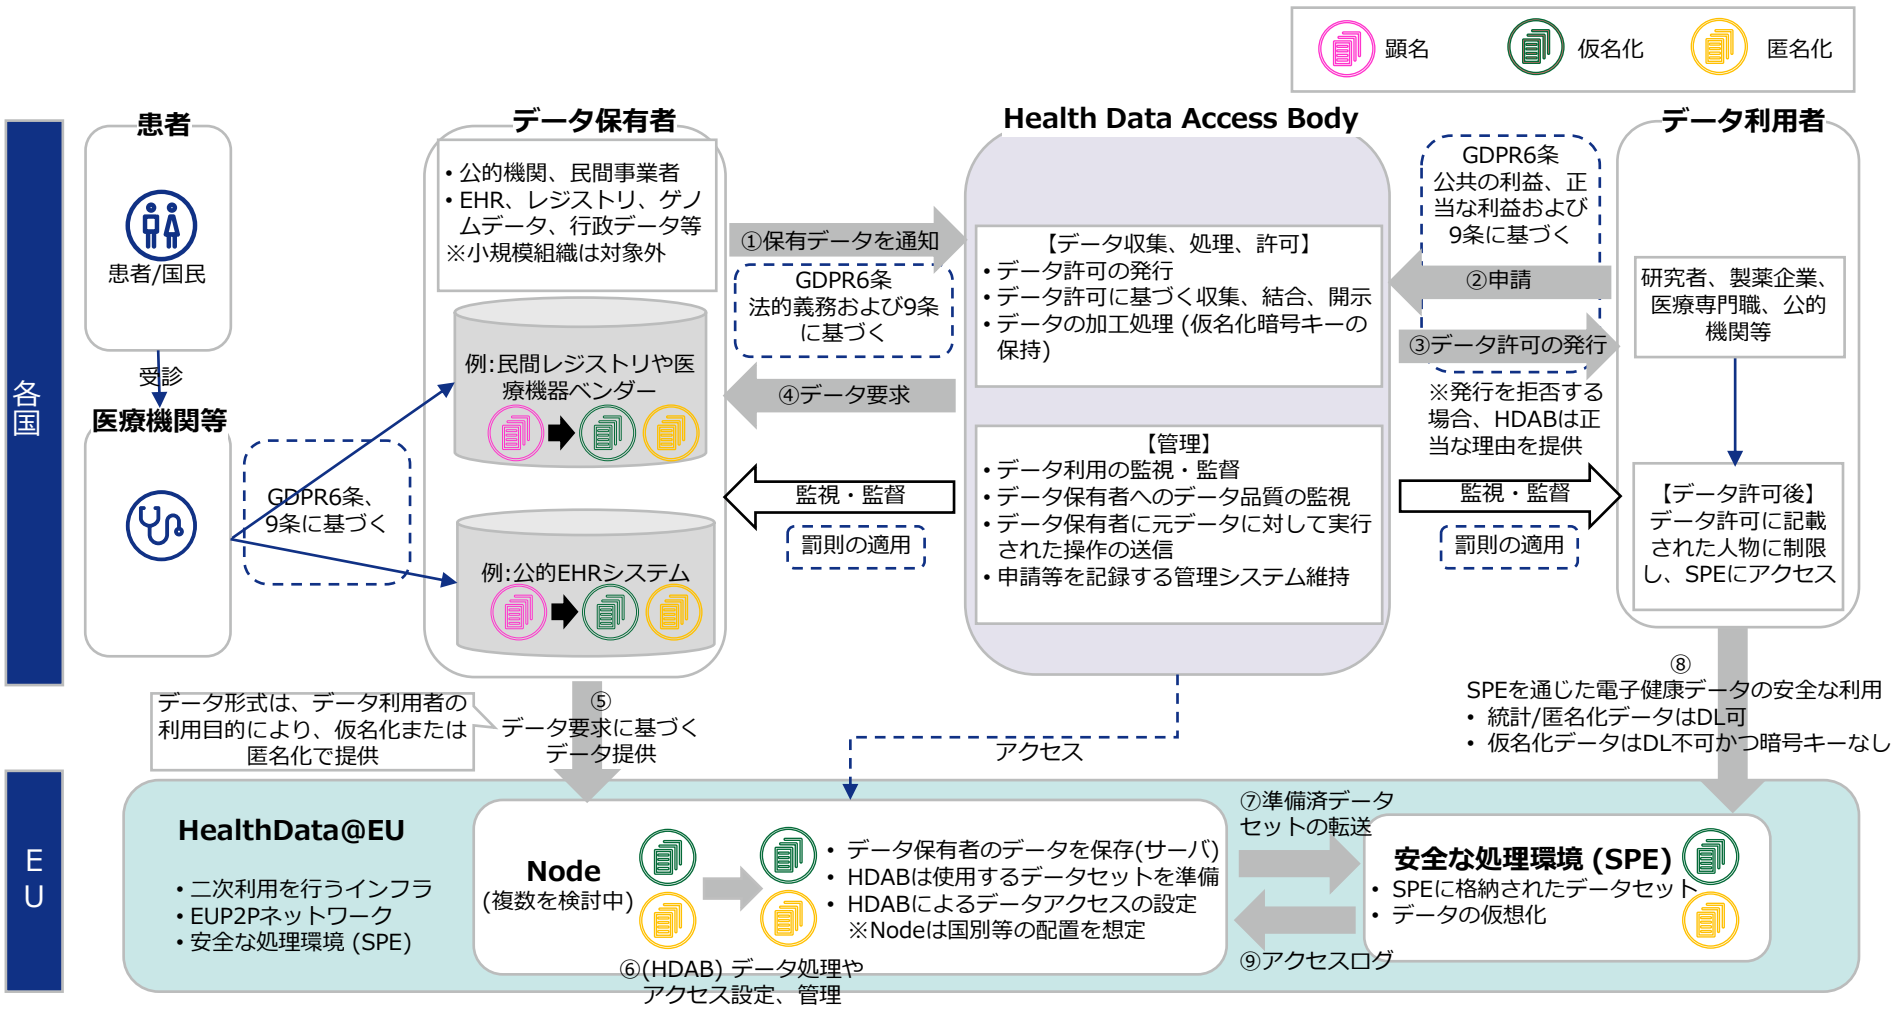 顕名
仮名化
匿名化
各国
患者
患者/国民
受診
医療機関等
GDPR6条、
9条に基づく
データ保有者
• 公的機関、民間事業者
• EHR、レジストリ、ゲノ
ムデータ、行政データ等
※小規模組織は対象外
例:民間レジストリや医
療機器ベンダー
例:公的EHRシステム
①保有データを通知
GDPR6条
法的義務および9条
に基づく
④データ要求
監視・監督
罰則の適用
Health Data Access Body
【データ収集、処理、許可】
• データ許可の発行
• データ許可に基づく収集、結合、開示
• データの加工処理 (仮名化暗号キーの
保持)
【管理】
• データ利用の監視・監督
• データ保有者へのデータ品質の監視
• データ保有者に元データに対して実行
された操作の送信
• 申請等を記録する管理システム維持
GDPR6条
公共の利益、正
当な利益および
9条に基づく
②申請
③データ許可の発行
※発行を拒否する
場合、HDABは正
当な理由を提供
監視・監督
罰則の適用
データ利用者
研究者、製薬企業、
医療専門職、公的
機関等
【データ許可後】
データ許可に記載
された人物に制限
し、SPEにアクセス
データ形式は、データ利用者の
利用目的により、仮名化または
匿名化で提供
⑤
データ要求に基づく
データ提供
アクセス
⑧
SPEを通じた電子健康データの安全な利用
• 統計/匿名化データはDL可
• 仮名化データはDL不可かつ暗号キーなし
EU
HealthData@EU
• 二次利用を行うインフラ
• EUP2Pネットワーク
• 安全な処理環境 (SPE)
Node
(複数を検討中)
• データ保有者のデータを保存(サーバ)
• HDABは使用するデータセットを準備
• HDABによるデータアクセスの設定
※Nodeは国別等の配置を想定
⑥(HDAB) データ処理や
アクセス設定、管理
⑦準備済データ
セットの転送
⑨アクセスログ
安全な処理環境 (SPE)
• SPEに格納されたデータセット
• データの仮想化